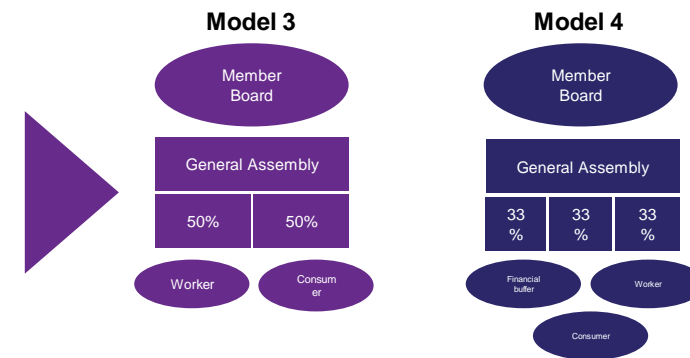 Model 3
Member
Board
General Assembly
50%
50%
Worker
Consum
er
Model 4
Member
Board
General Assembly
33
%
33
%
33
%
Financial
buffer
Worker
Consumer